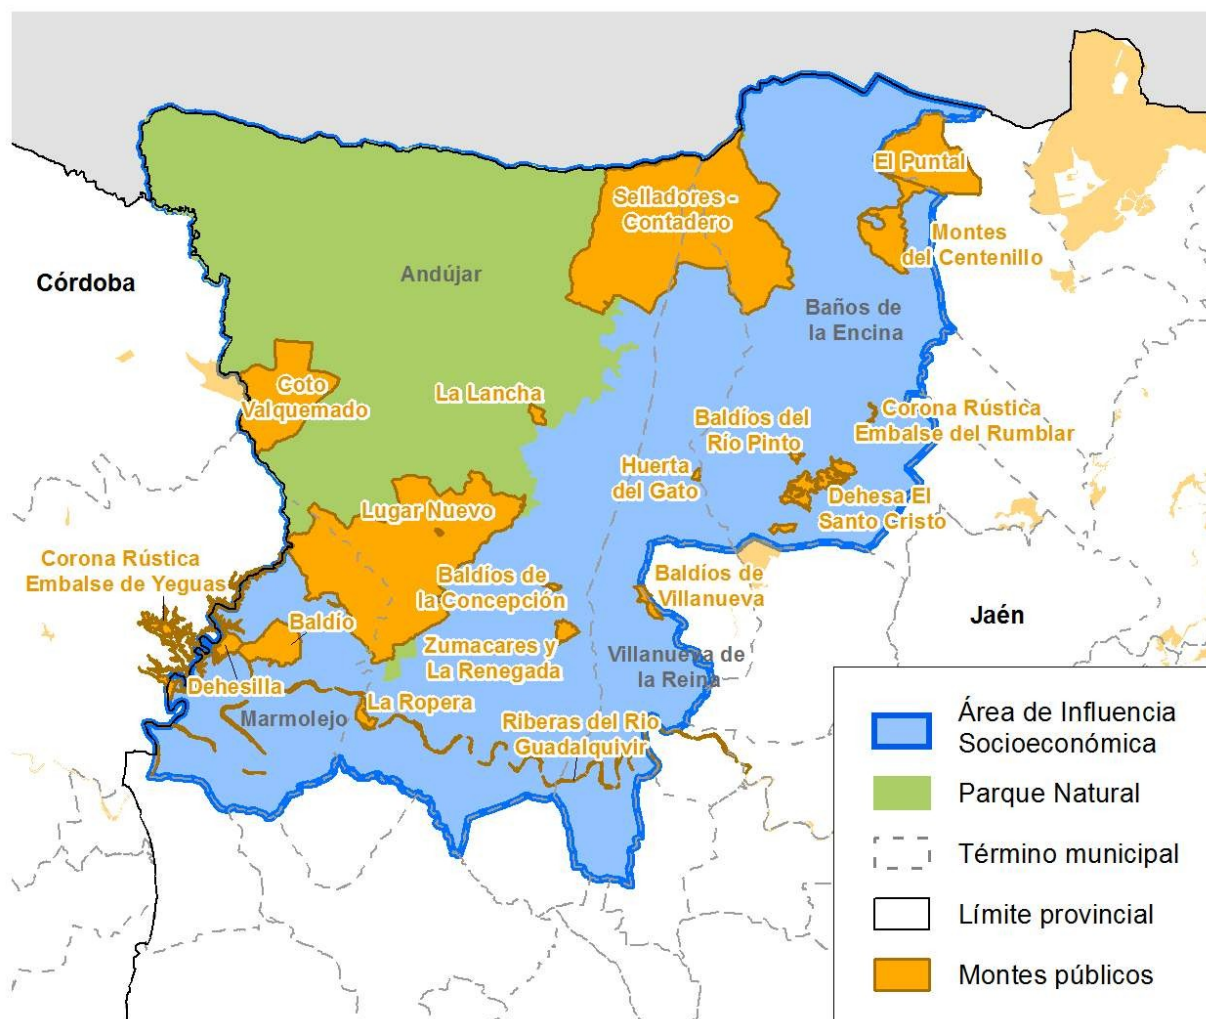 El Puntal
Selladores -
Contadero
Montes
del Centenillo
Andújar
Córdoba
Baños de
la Encina
Coto
Valquemado
La Lancha
Baldíos del
Río Pinto
Corona Rústica
Embalse del Rumblar
Huerta
del Gato
Dehesa El
Santo Cristo
Lugar Nuevo
Corona Rústica
Embalse de Yeguas
Baldíos de
la Concepción
Baldíos de
Villanueva
Jaén
Baldío
Zumacares y
La Renegada
Villanueva de
la Reina
Dehesilla
Marmolejo
La Ropera
Riberas del Rio
Guadalquivir
Área de Influencia
Socioeconómica
Parque Natural
Término municipal
Límite provincial
Montes públicos